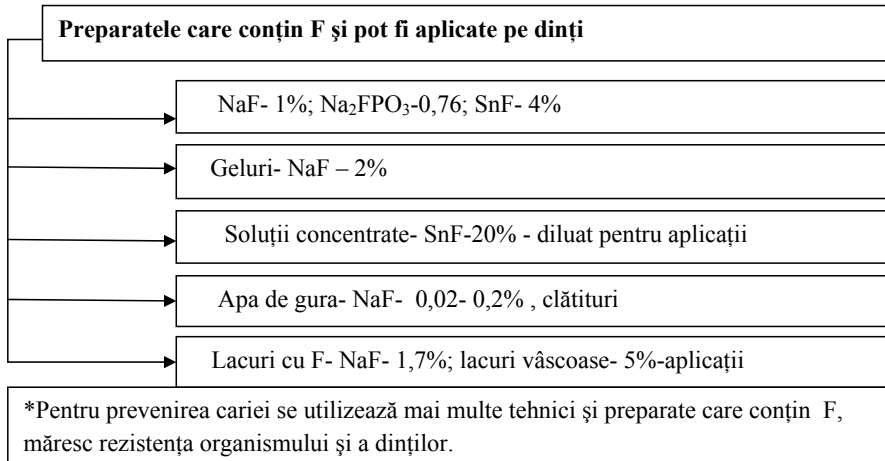 Preparatele care conțin F şi pot fi aplicate pe dinți
NaF- 1%; Na₂FPO₃-0,76; SnF- 4%
Geluri- NaF – 2%
Soluții concentrate- SnF-20% - diluat pentru aplicații
Apa de gura- NaF-  0,02- 0,2% , clătituri
Lacuri cu F- NaF- 1,7%; lacuri vâscoase- 5%-aplicații
*Pentru prevenirea cariei se utilizează mai multe tehnici şi preparate care conțin  F,
măresc rezistența organismului şi a dinților.